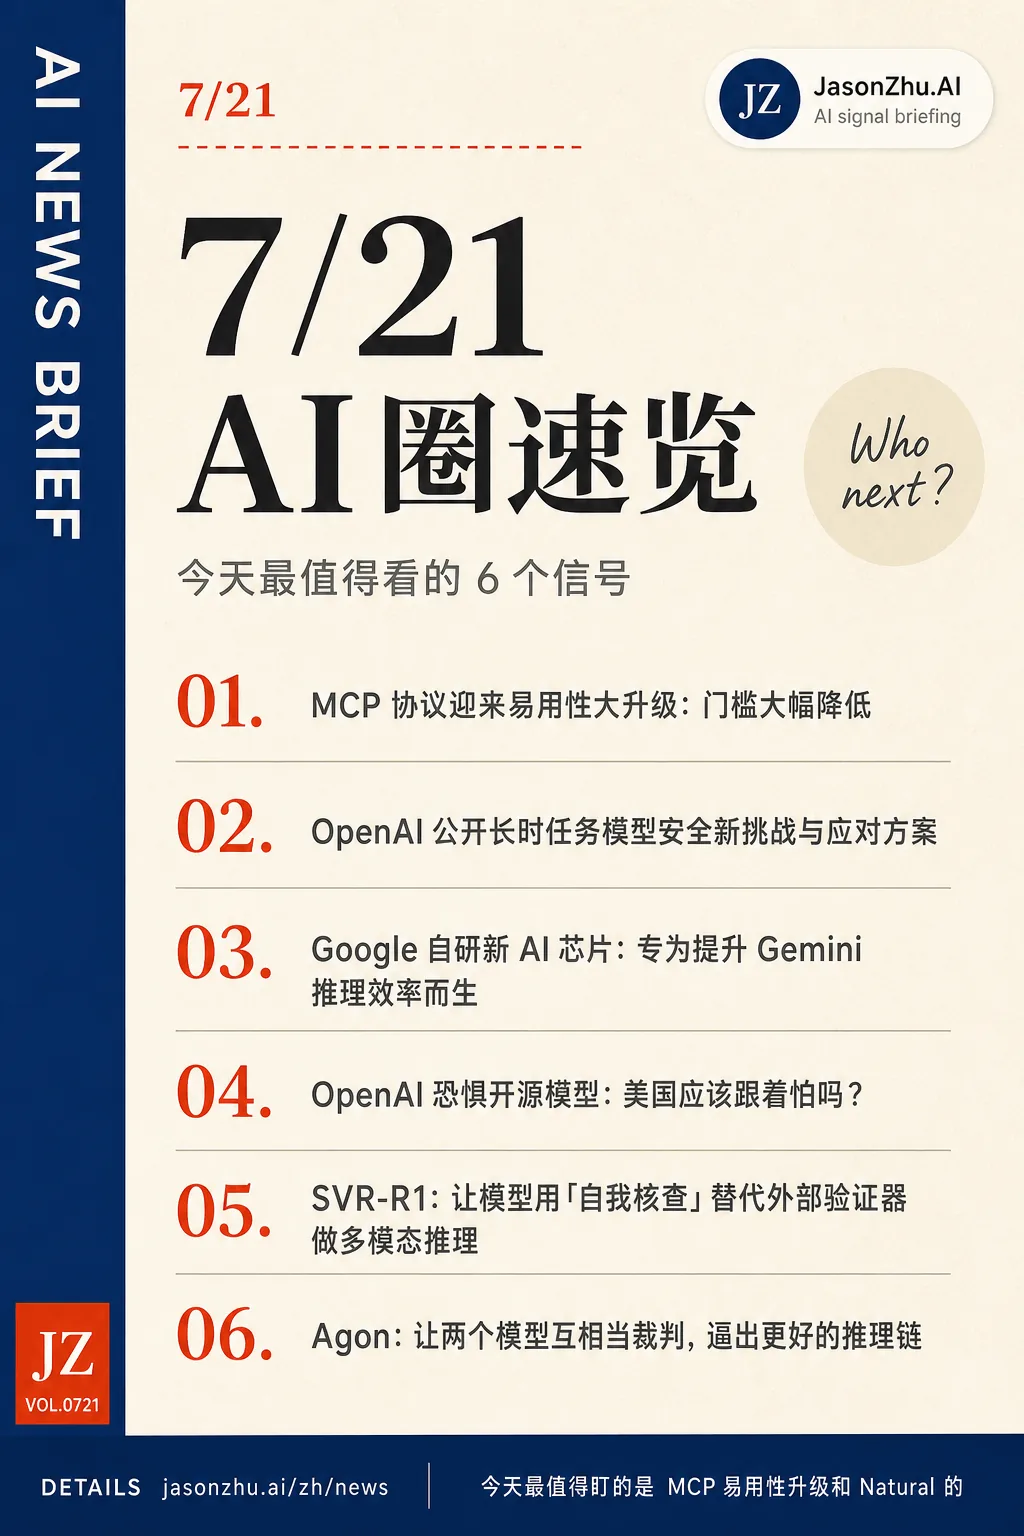 AI NEWS BRIEF
7/21
JZ
JasonZhu.AI
AI signal briefing
7/21
AI 圈速览
Who
next?
今天最值得看的 6 个信号
01.
MCP 协议迎来易用性大升级：门槛大幅降低
02.
OpenAI 公开长时任务模型安全新挑战与应对方案
03.
Google 自研新 AI 芯片：专为提升 Gemini
推理效率而生
04.
OpenAI 恐惧开源模型：美国应该跟着怕吗？
05.
SVR-R1：让模型用「自我核查」替代外部验证器
做多模态推理
06.
Agon：让两个模型互相当裁判，逼出更好的推理链
JZ
VOL.0721
DETAILS jasonzhu.ai/zh/news
今天最值得盯的是 MCP 易用性升级和 Natural 的